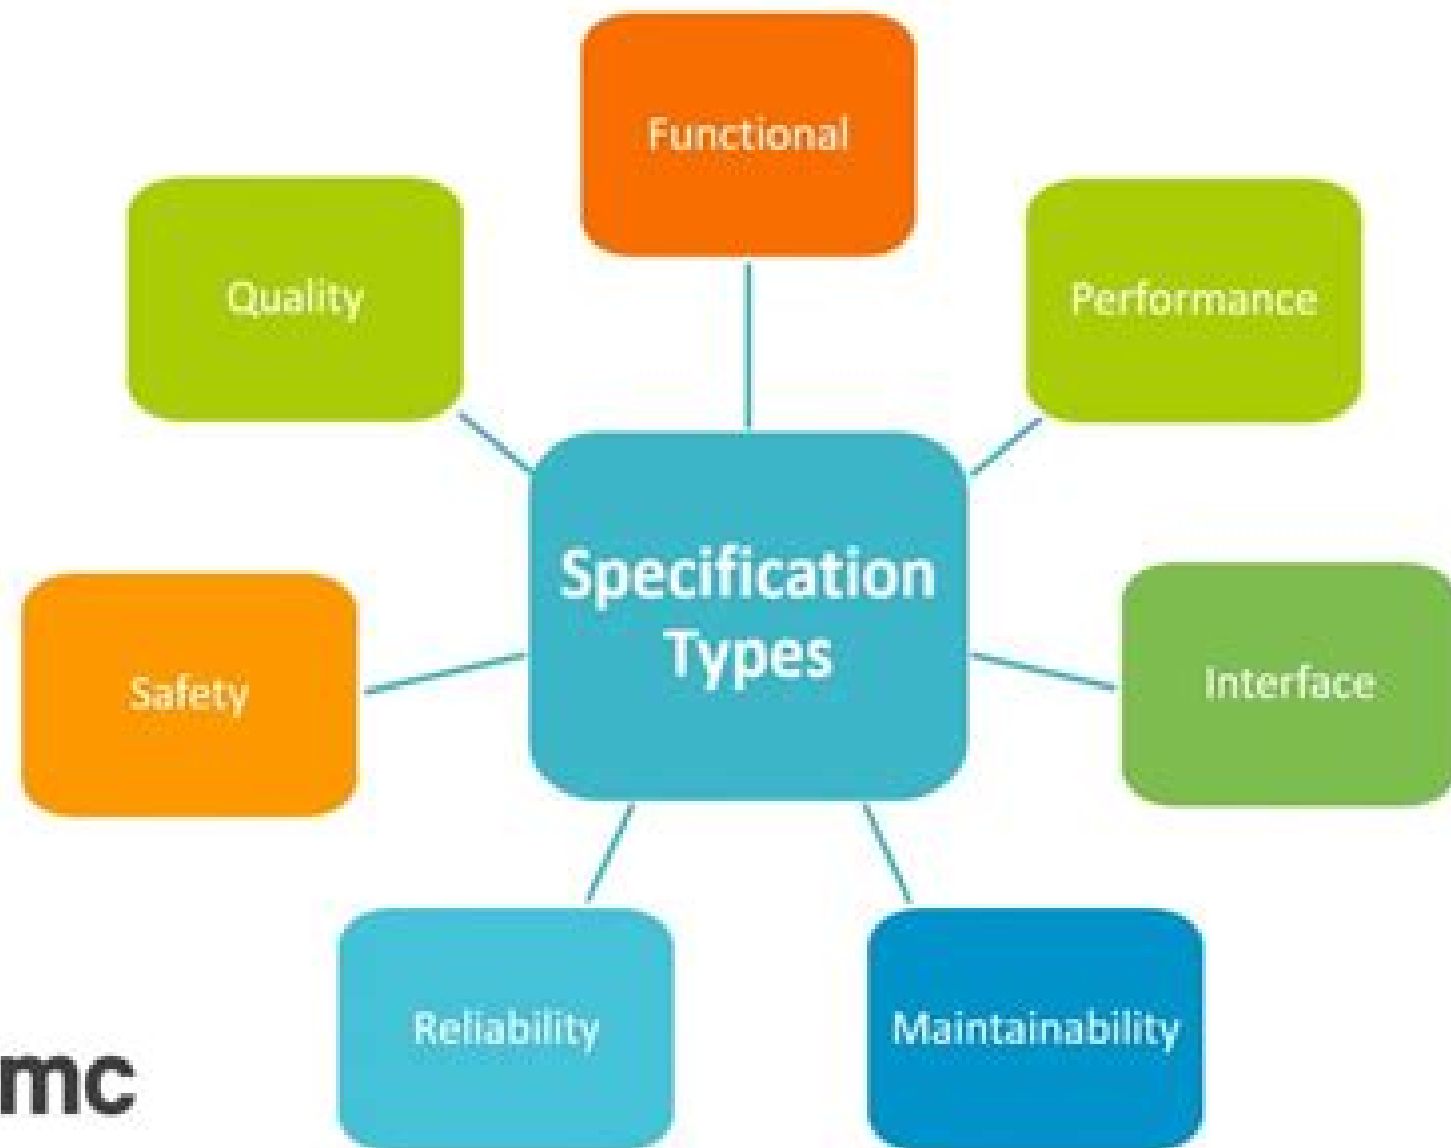 Functional
Quality
Performance
Specification
Types
Safety
Interface
Reliability
Maintainability
mc